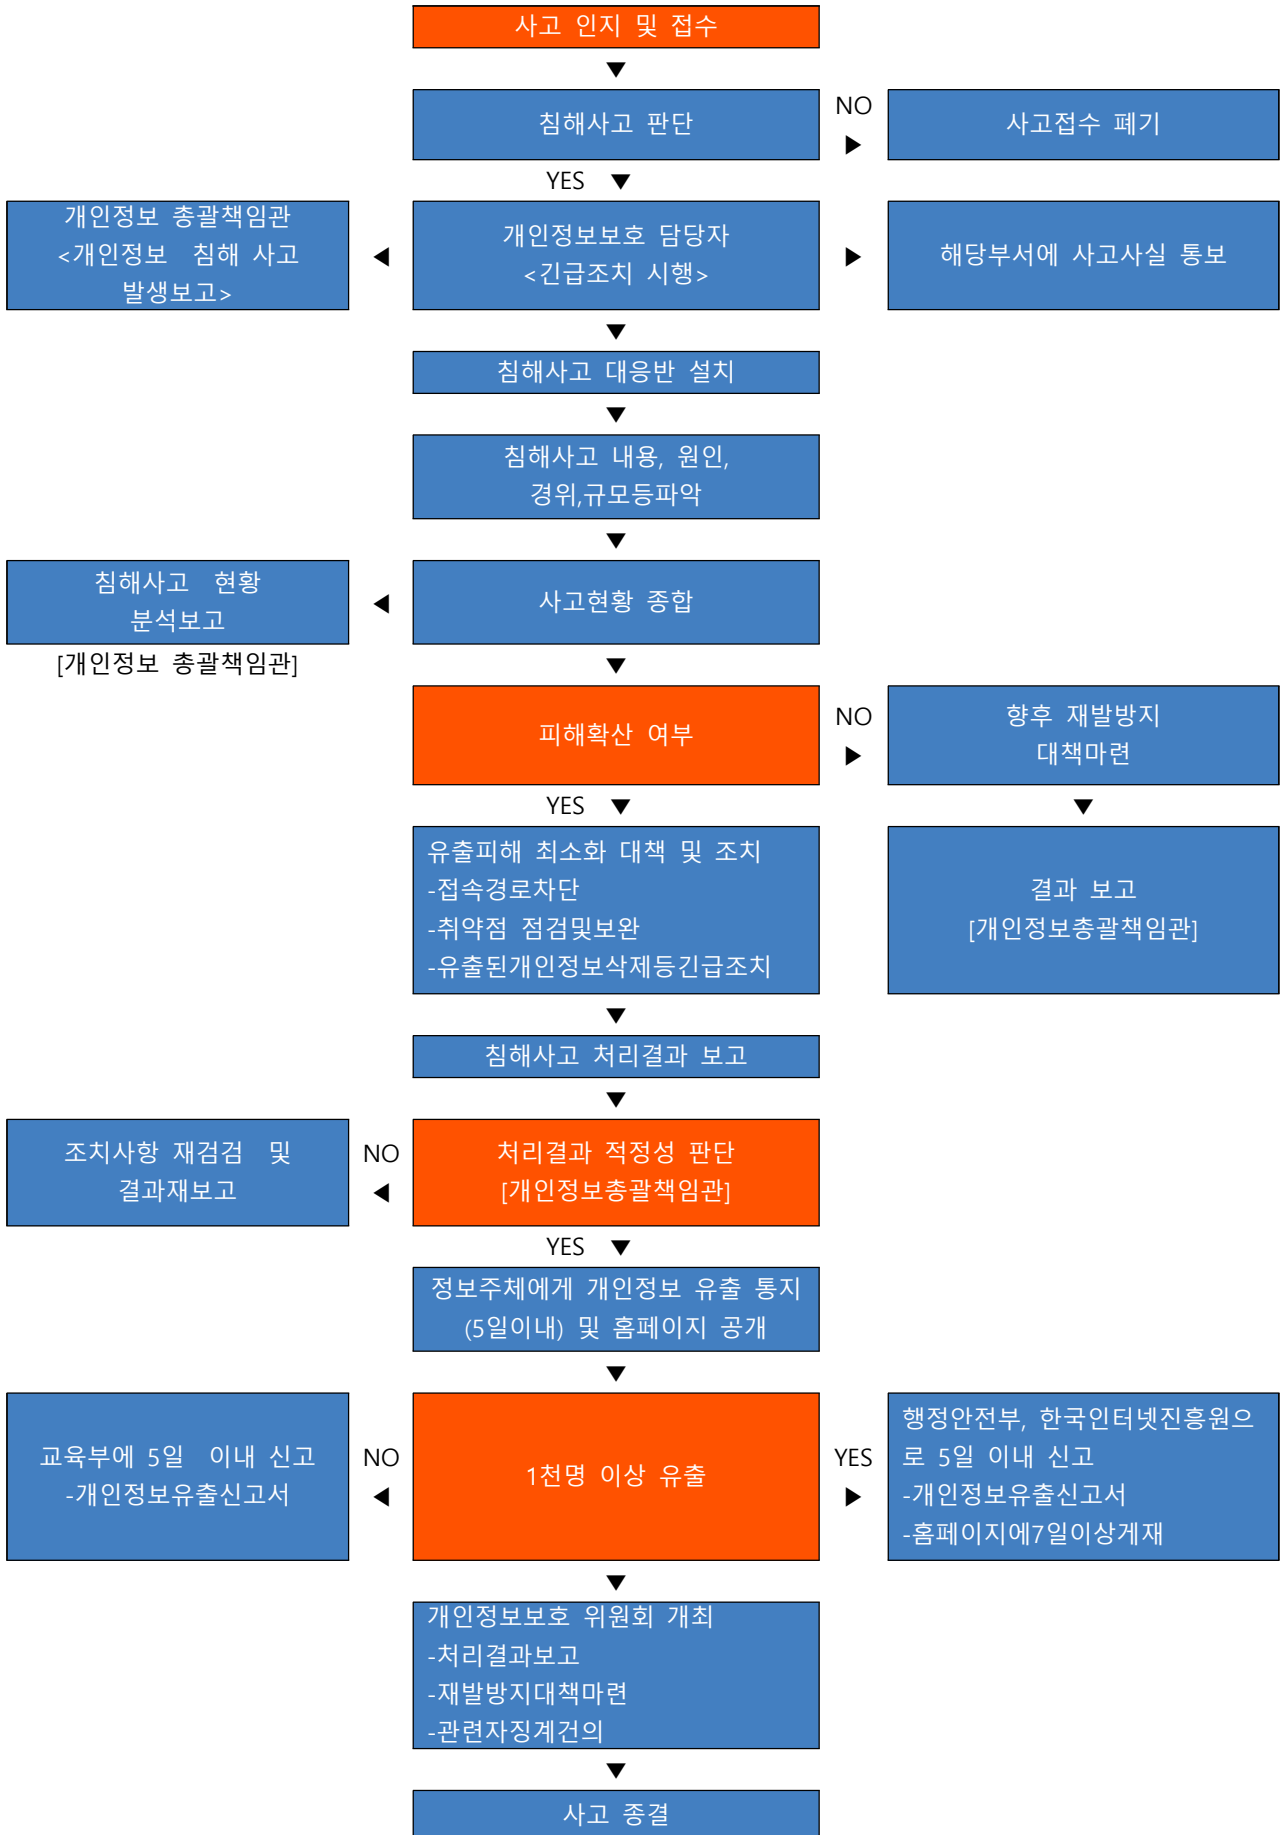 사고 인지 및 접수
▼
침해사고 판단
NO
▶
사고접수 폐기
YES ▼
개인정보 총괄책임관
<개인정보 침해 사고
발생보고>
◀
개인정보보호 담당자
<긴급조치 시행>
▶
해당부서에 사고사실 통보
▼
침해사고 대응반 설치
▼
침해사고 내용, 원인,
경위,규모등파악
▼
침해사고 현황
분석보고
[개인정보 총괄책임관]
◀
사고현황 종합
▼
피해확산 여부
NO
▶
향후 재발방지
대책마련
YES ▼
▼
유출피해 최소화 대책 및 조치
-접속경로차단
-취약점 점검및보완
-유출된개인정보삭제등긴급조치
결과 보고
[개인정보총괄책임관]
▼
침해사고 처리결과 보고
▼
조치사항 재검검 및
결과재보고
NO
◀
처리결과 적정성 판단
[개인정보총괄책임관]
YES ▼
정보주체에게 개인정보 유출 통지
(5일이내) 및 홈페이지 공개
▼
교육부에 5일 이내 신고
-개인정보유출신고서
NO
◀
1천명 이상 유출
YES
▶
행정안전부, 한국인터넷진흥원으
로 5일 이내 신고
-개인정보유출신고서
-홈페이지에7일이상게재
▼
개인정보보호 위원회 개최
-처리결과보고
-재발방지대책마련
-관련자징계건의
▼
사고 종결